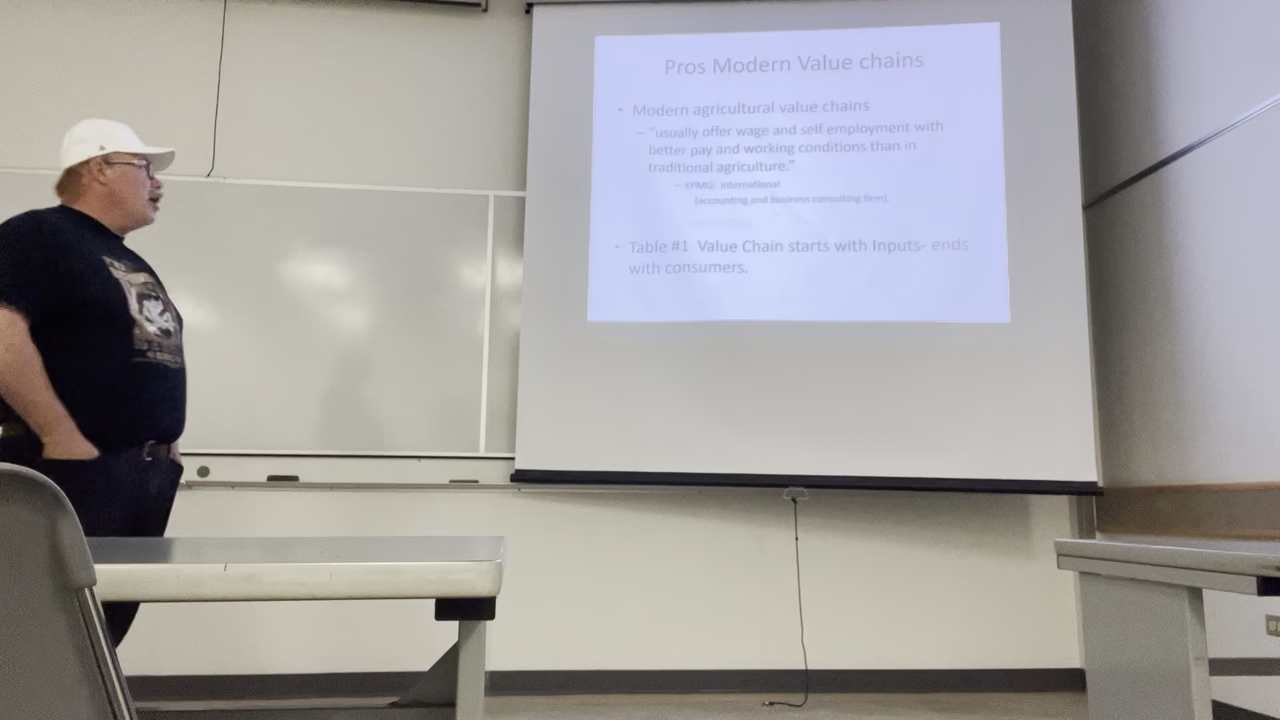 Pros Modern Value chains
• Modern agricultural value chains
– "usually offer wage and self employment with
better pay and working conditions than in
traditional agriculture."
– KPMG: international
(accounting and business consulting firm)
• Table #1 Value Chain starts with Inputs- ends
with consumers.